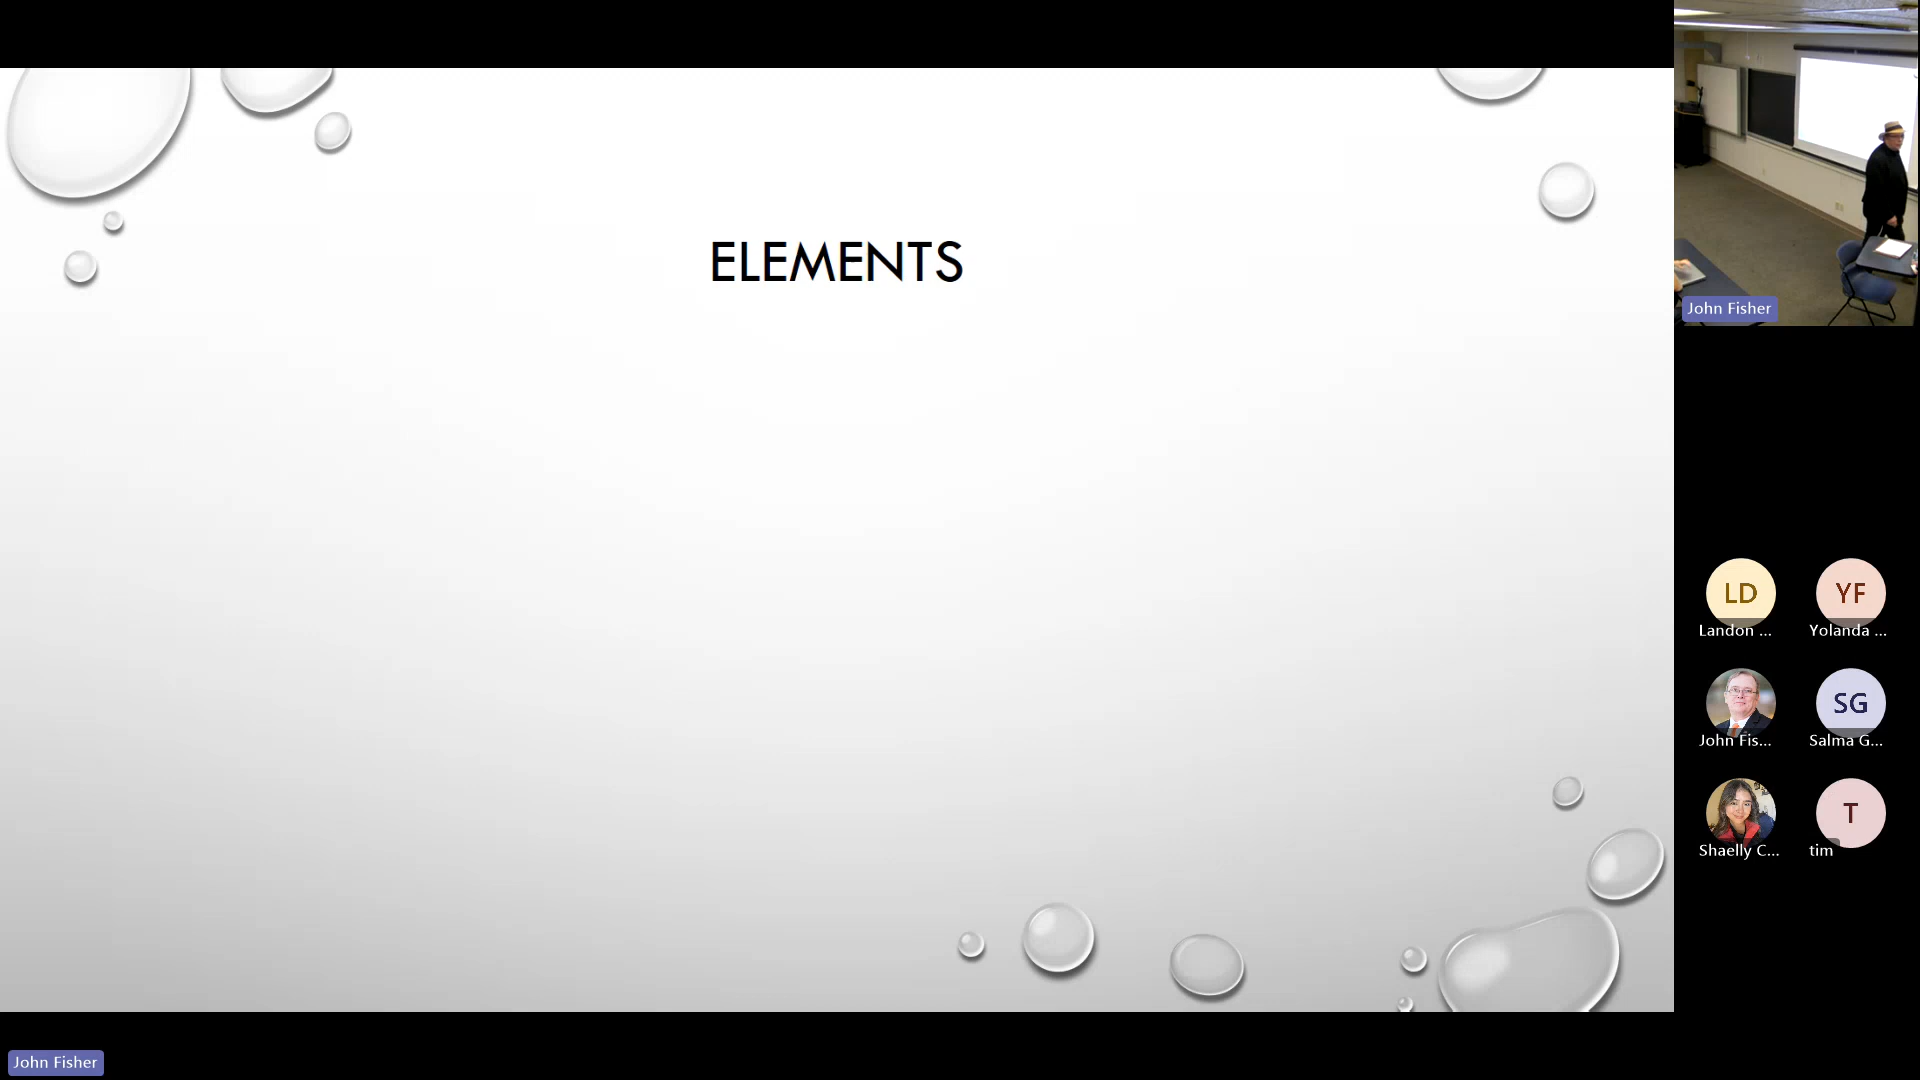 ELEMENTS
John Fisher
LD
YF
Landon ...
Yolanda ...
SG
John Fis...
Salma G...
T
Shaelly C...
tim
John Fisher